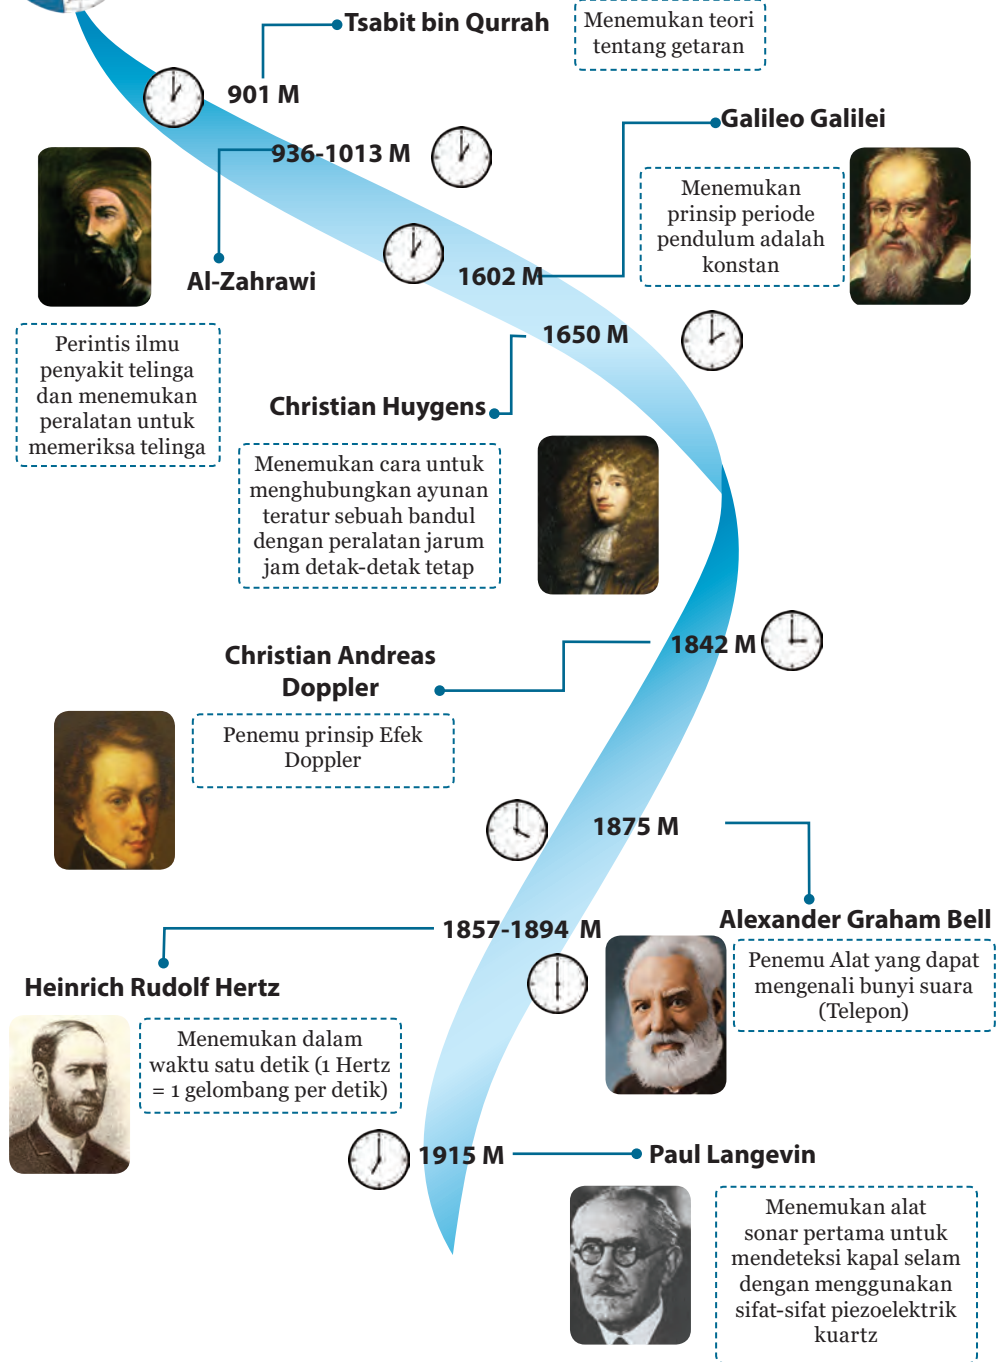 Tsabit bin Qurrah
Menemukan teori
tentang getaran
901 M
936-1013 M
Al-Zahrawi
Perintis ilmu
penyakit telinga
dan menemukan
peralatan untuk
memeriksa telinga
Galileo Galilei
Menemukan
prinsip periode
pendulum adalah
konstan
1602 M
1650 M
Christian Huygens
Menemukan cara untuk
menghubungkan ayunan
teratur sebuah bandul
dengan peralatan jarum
jam detak-detak tetap
1842 M
Christian Andreas
Doppler
Penemu prinsip Efek
Doppler
1875 M
Alexander Graham Bell
Penemu Alat yang dapat
mengenali bunyi suara
(Telepon)
1857-1894 M
Heinrich Rudolf Hertz
Menemukan dalam
waktu satu detik (1 Hertz
= 1 gelombang per detik)
1915 M
Paul Langevin
Menemukan alat
sonar pertama untuk
mendeteksi kapal selam
dengan menggunakan
sifat-sifat piezoelektrik
kuartz